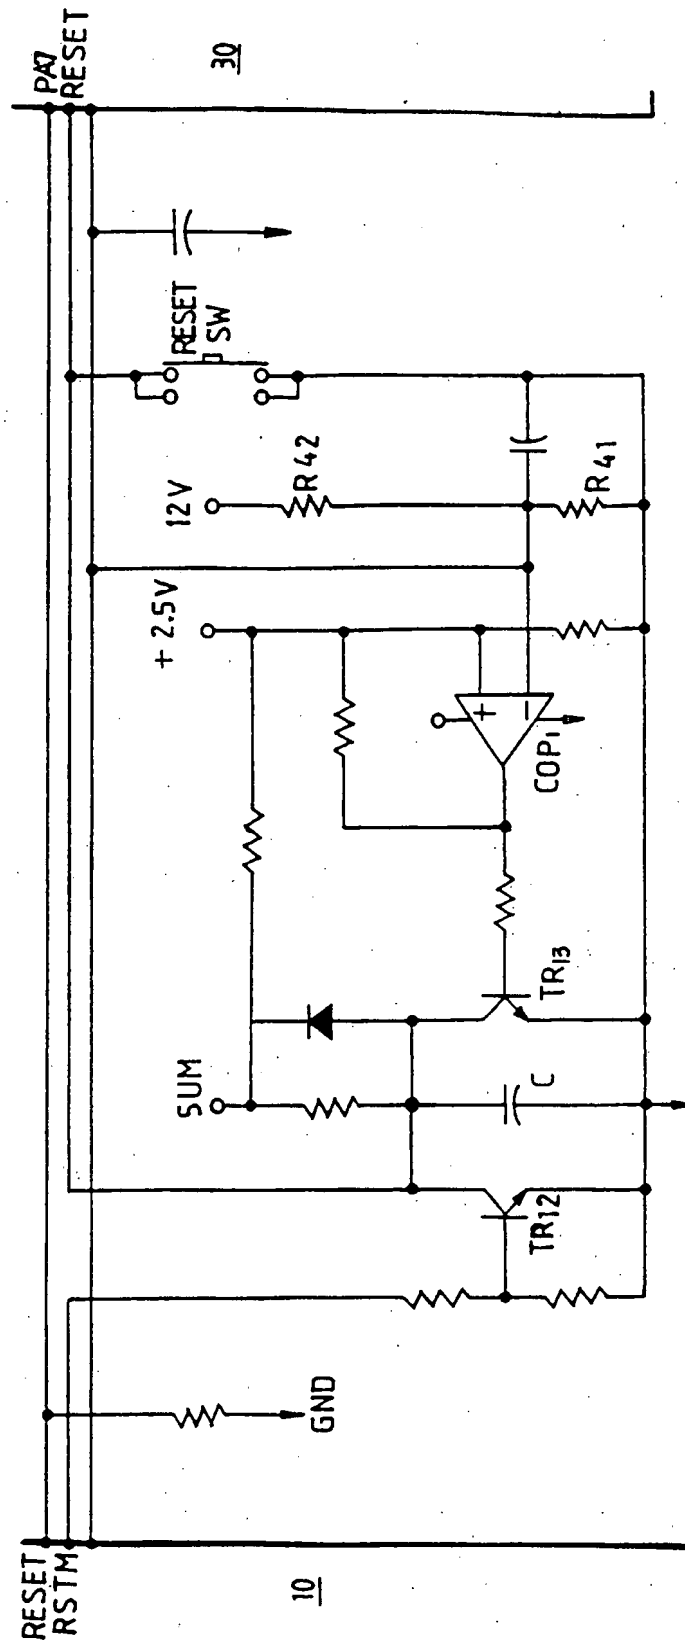 RESET
RSTM
10
GND
SUM
TR12
C
TR13
COP1
+ 2.5V
12V
R42
R41
RESET
SW
PA7
RESET
30
+
−